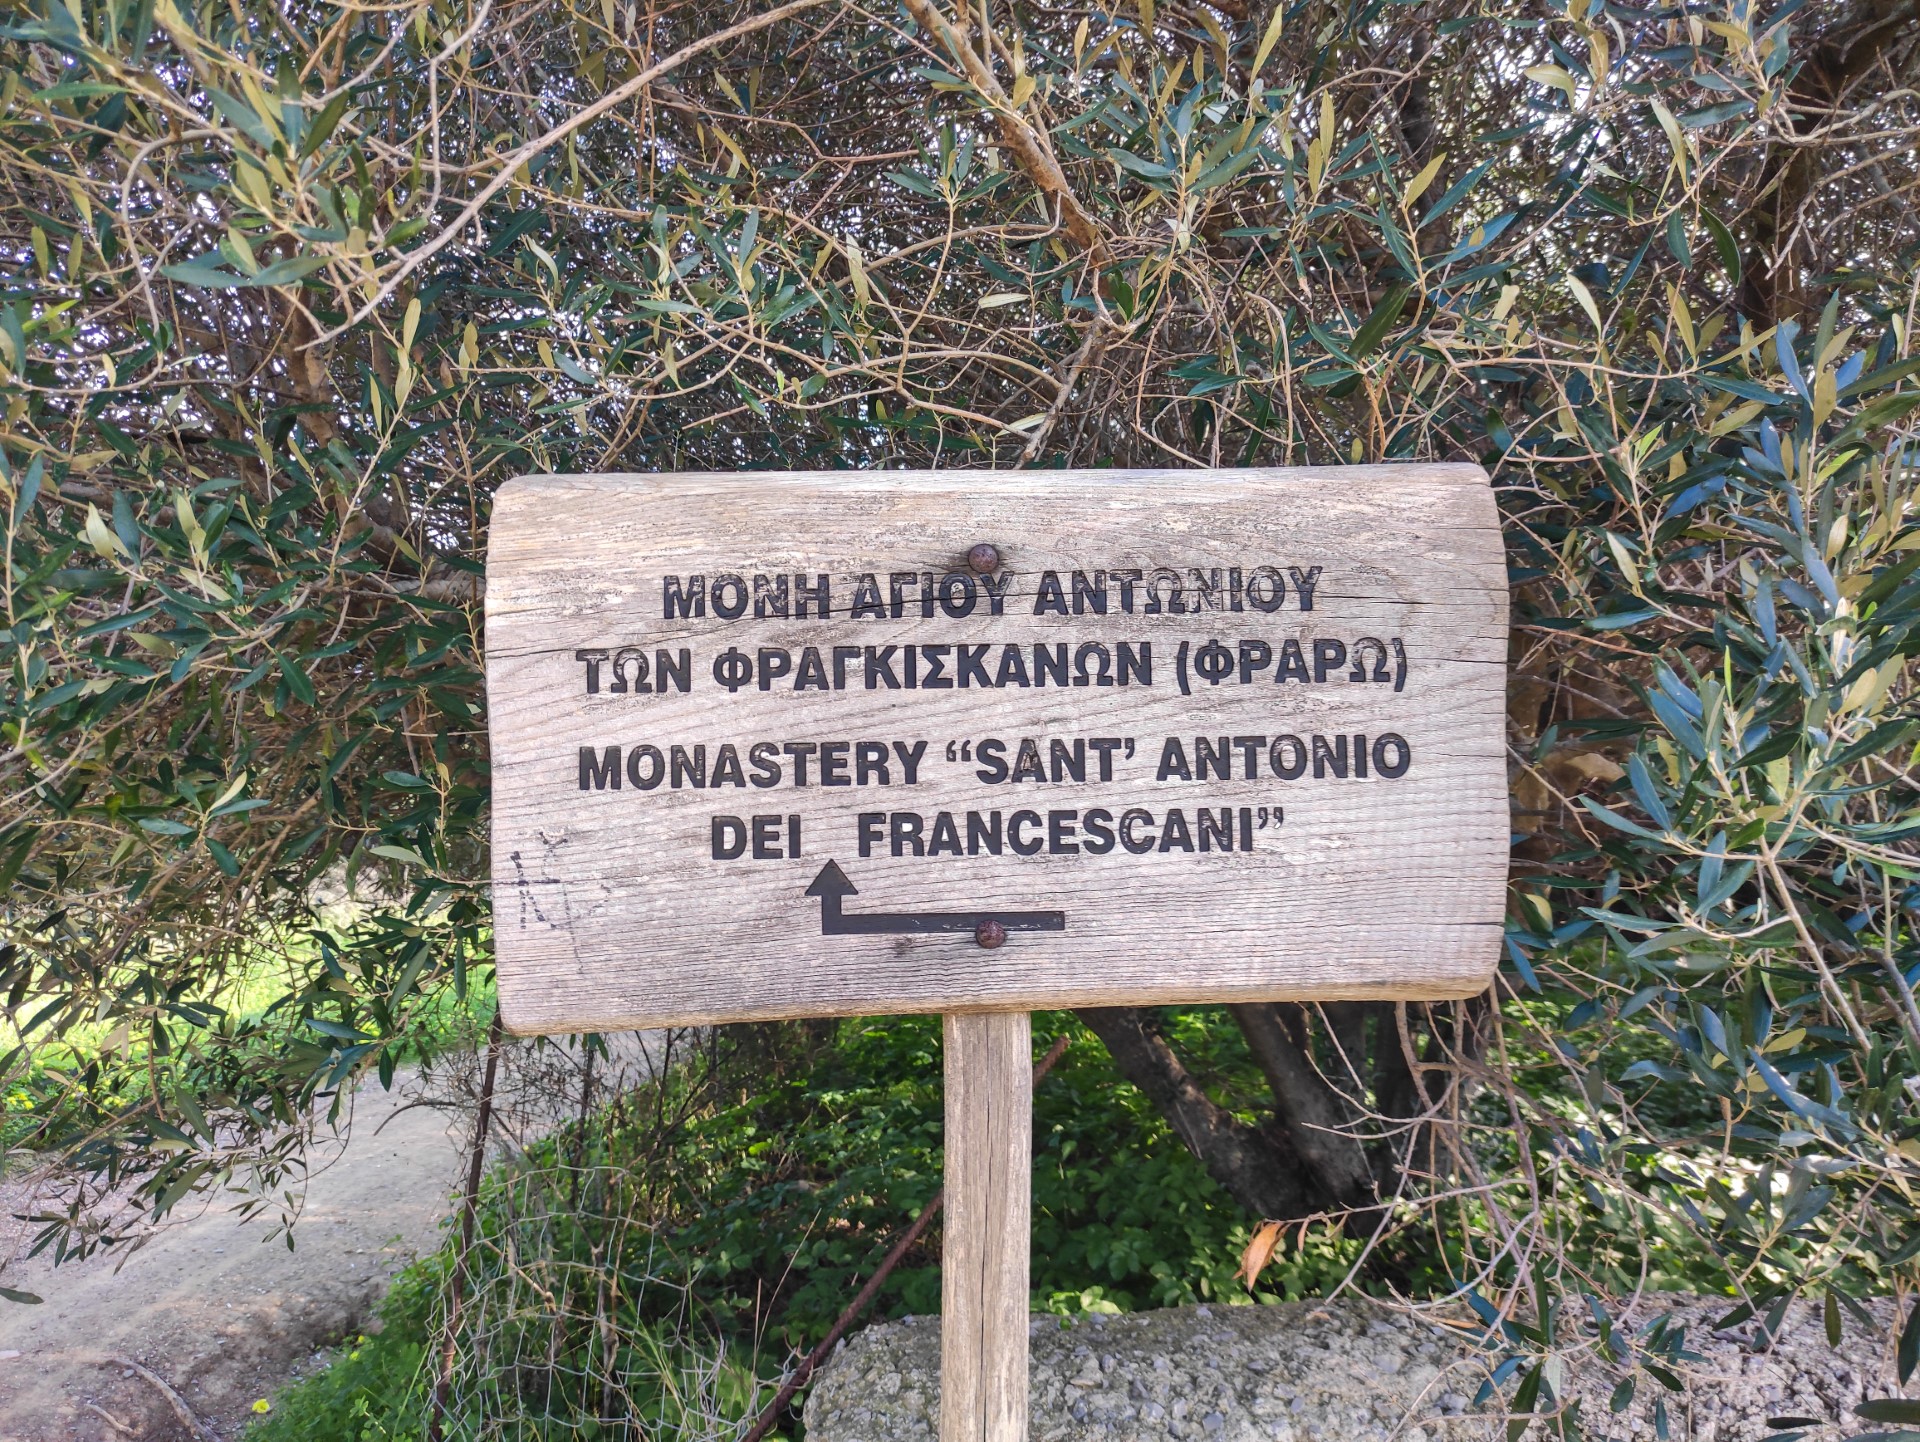 ΜΟΝΗ ΑΓΙΟΥ ΑΝΤΩΝΙΟΥ
ΤΩΝ ΦΡΑΓΚΙΣΚΑΝΩΝ (ΦΡΑΡΩ)
MONASTERY “SANT’ ANTONIO
DEI FRANCESCANI”